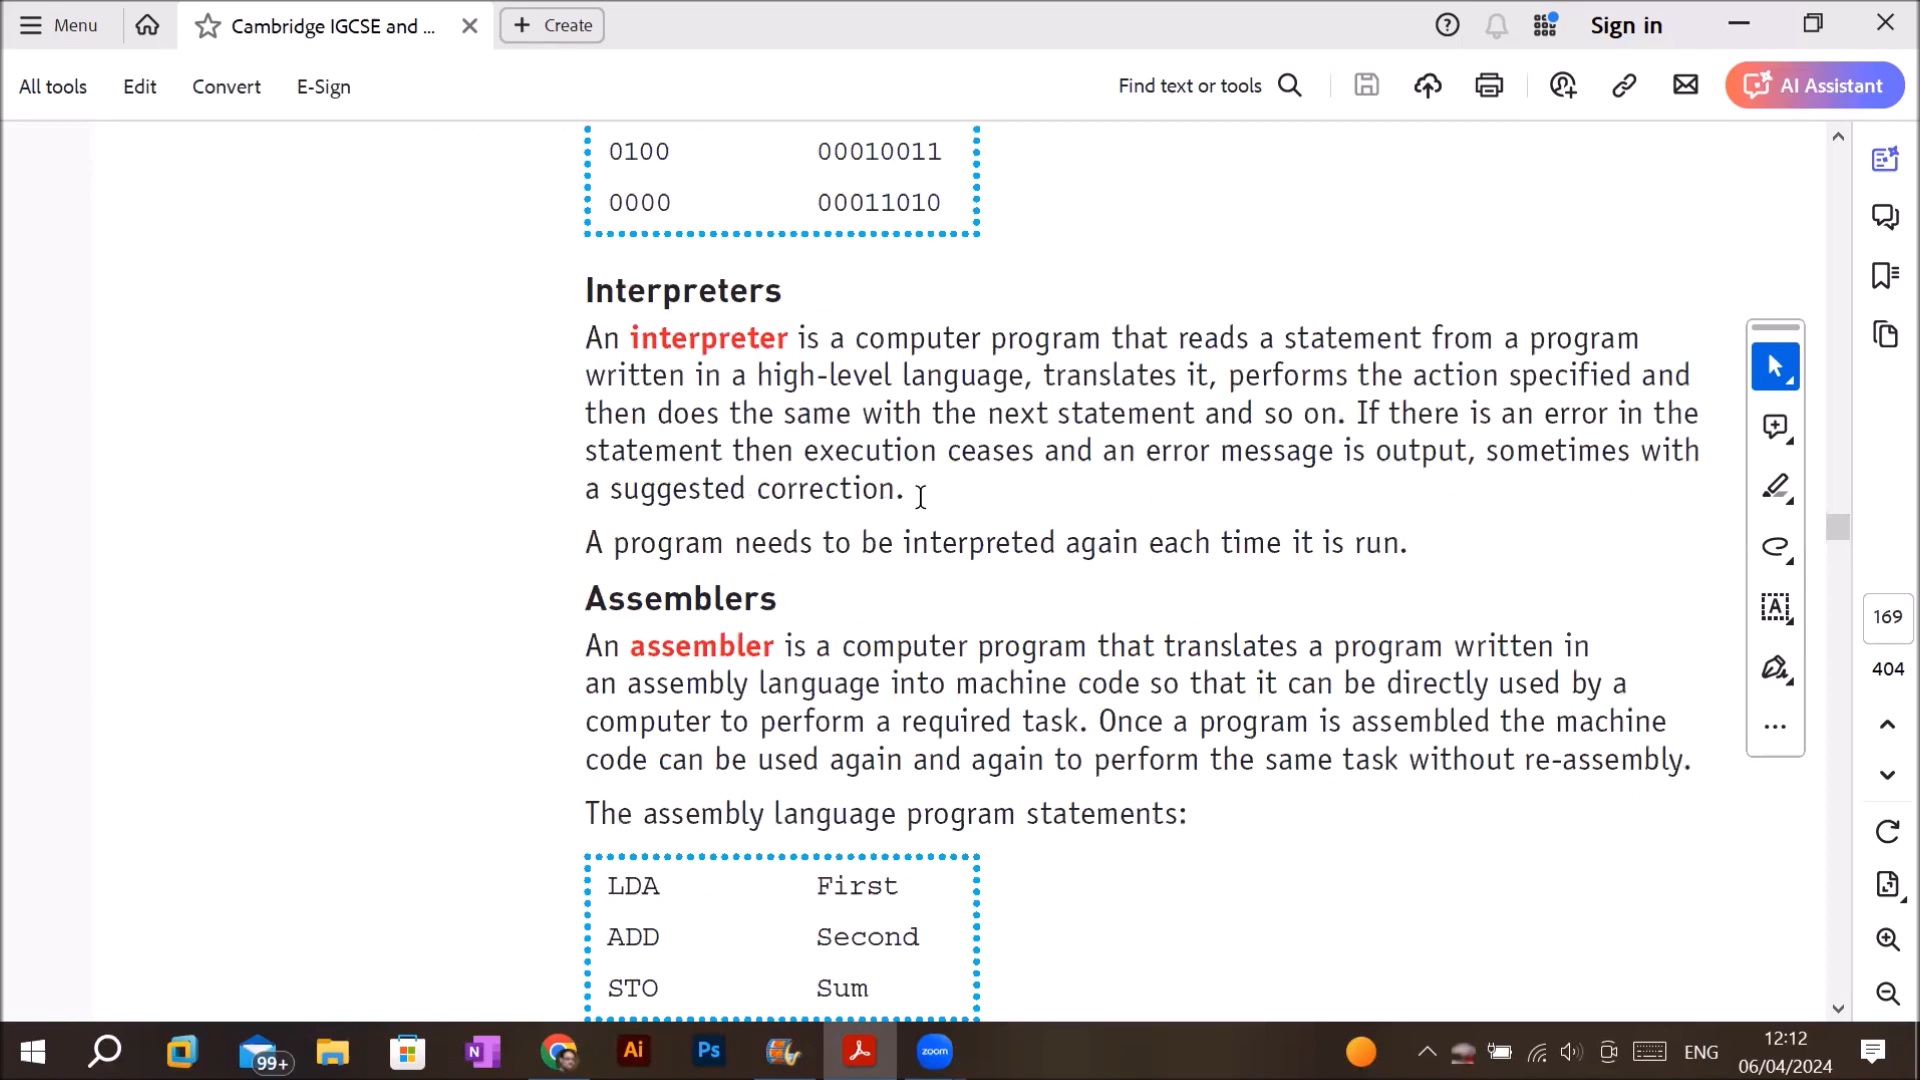 Menu
Cambridge IGCSE and ...
Create
Sign in
All tools
Edit
Convert
E-Sign
Find text or tools
AI Assistant
0100 00010011
0000 00011010
Interpreters
An interpreter is a computer program that reads a statement from a program
written in a high-level language, translates it, performs the action specified and
then does the same with the next statement and so on. If there is an error in the
statement then execution ceases and an error message is output, sometimes with
a suggested correction.
A program needs to be interpreted again each time it is run.
Assemblers
An assembler is a computer program that translates a program written in
an assembly language into machine code so that it can be directly used by a
computer to perform a required task. Once a program is assembled the machine
code can be used again and again to perform the same task without re-assembly.
The assembly language program statements:
LDA First
ADD Second
STO Sum
169
404
99+
N
Ai
Ps
zoom
ENG
12:12
06/04/2024